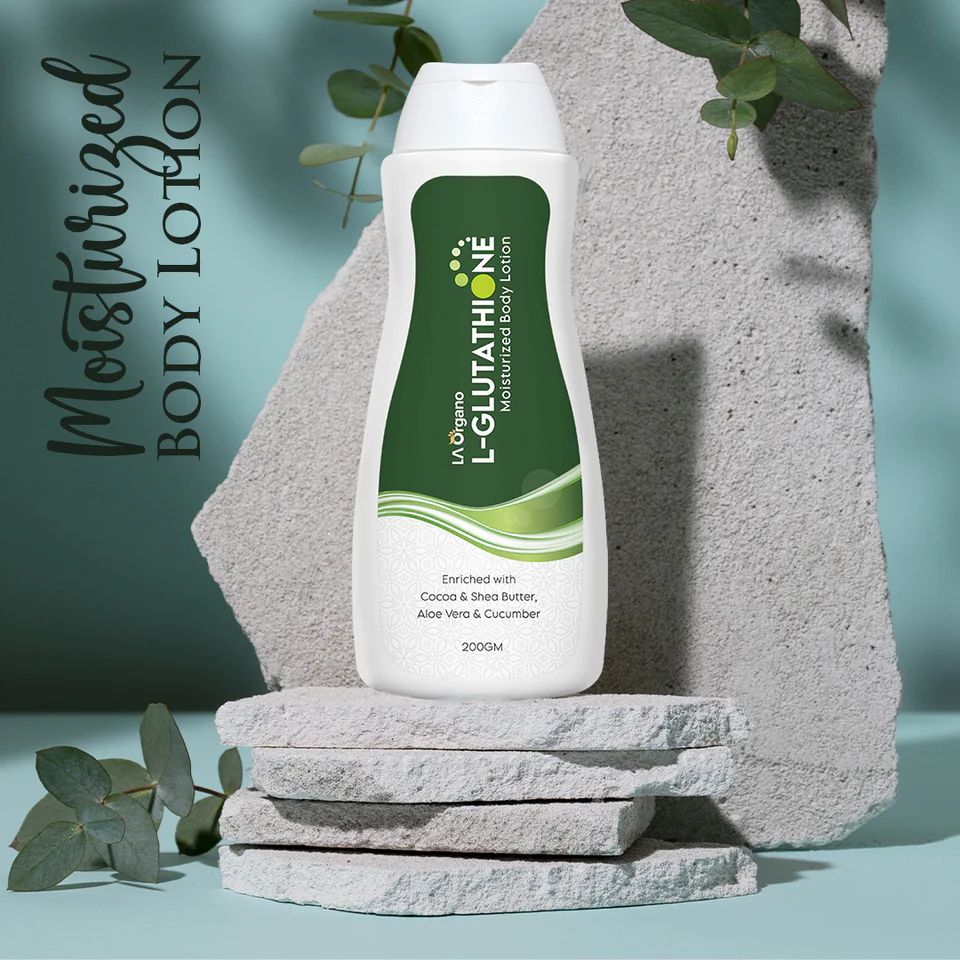 Moisturized
BODY LOTION
LA Organo
L-GLUTATHIONE
Moisturized Body Lotion
Enriched with
Cocoa & Shea Butter,
Aloe Vera & Cucumber
200GM